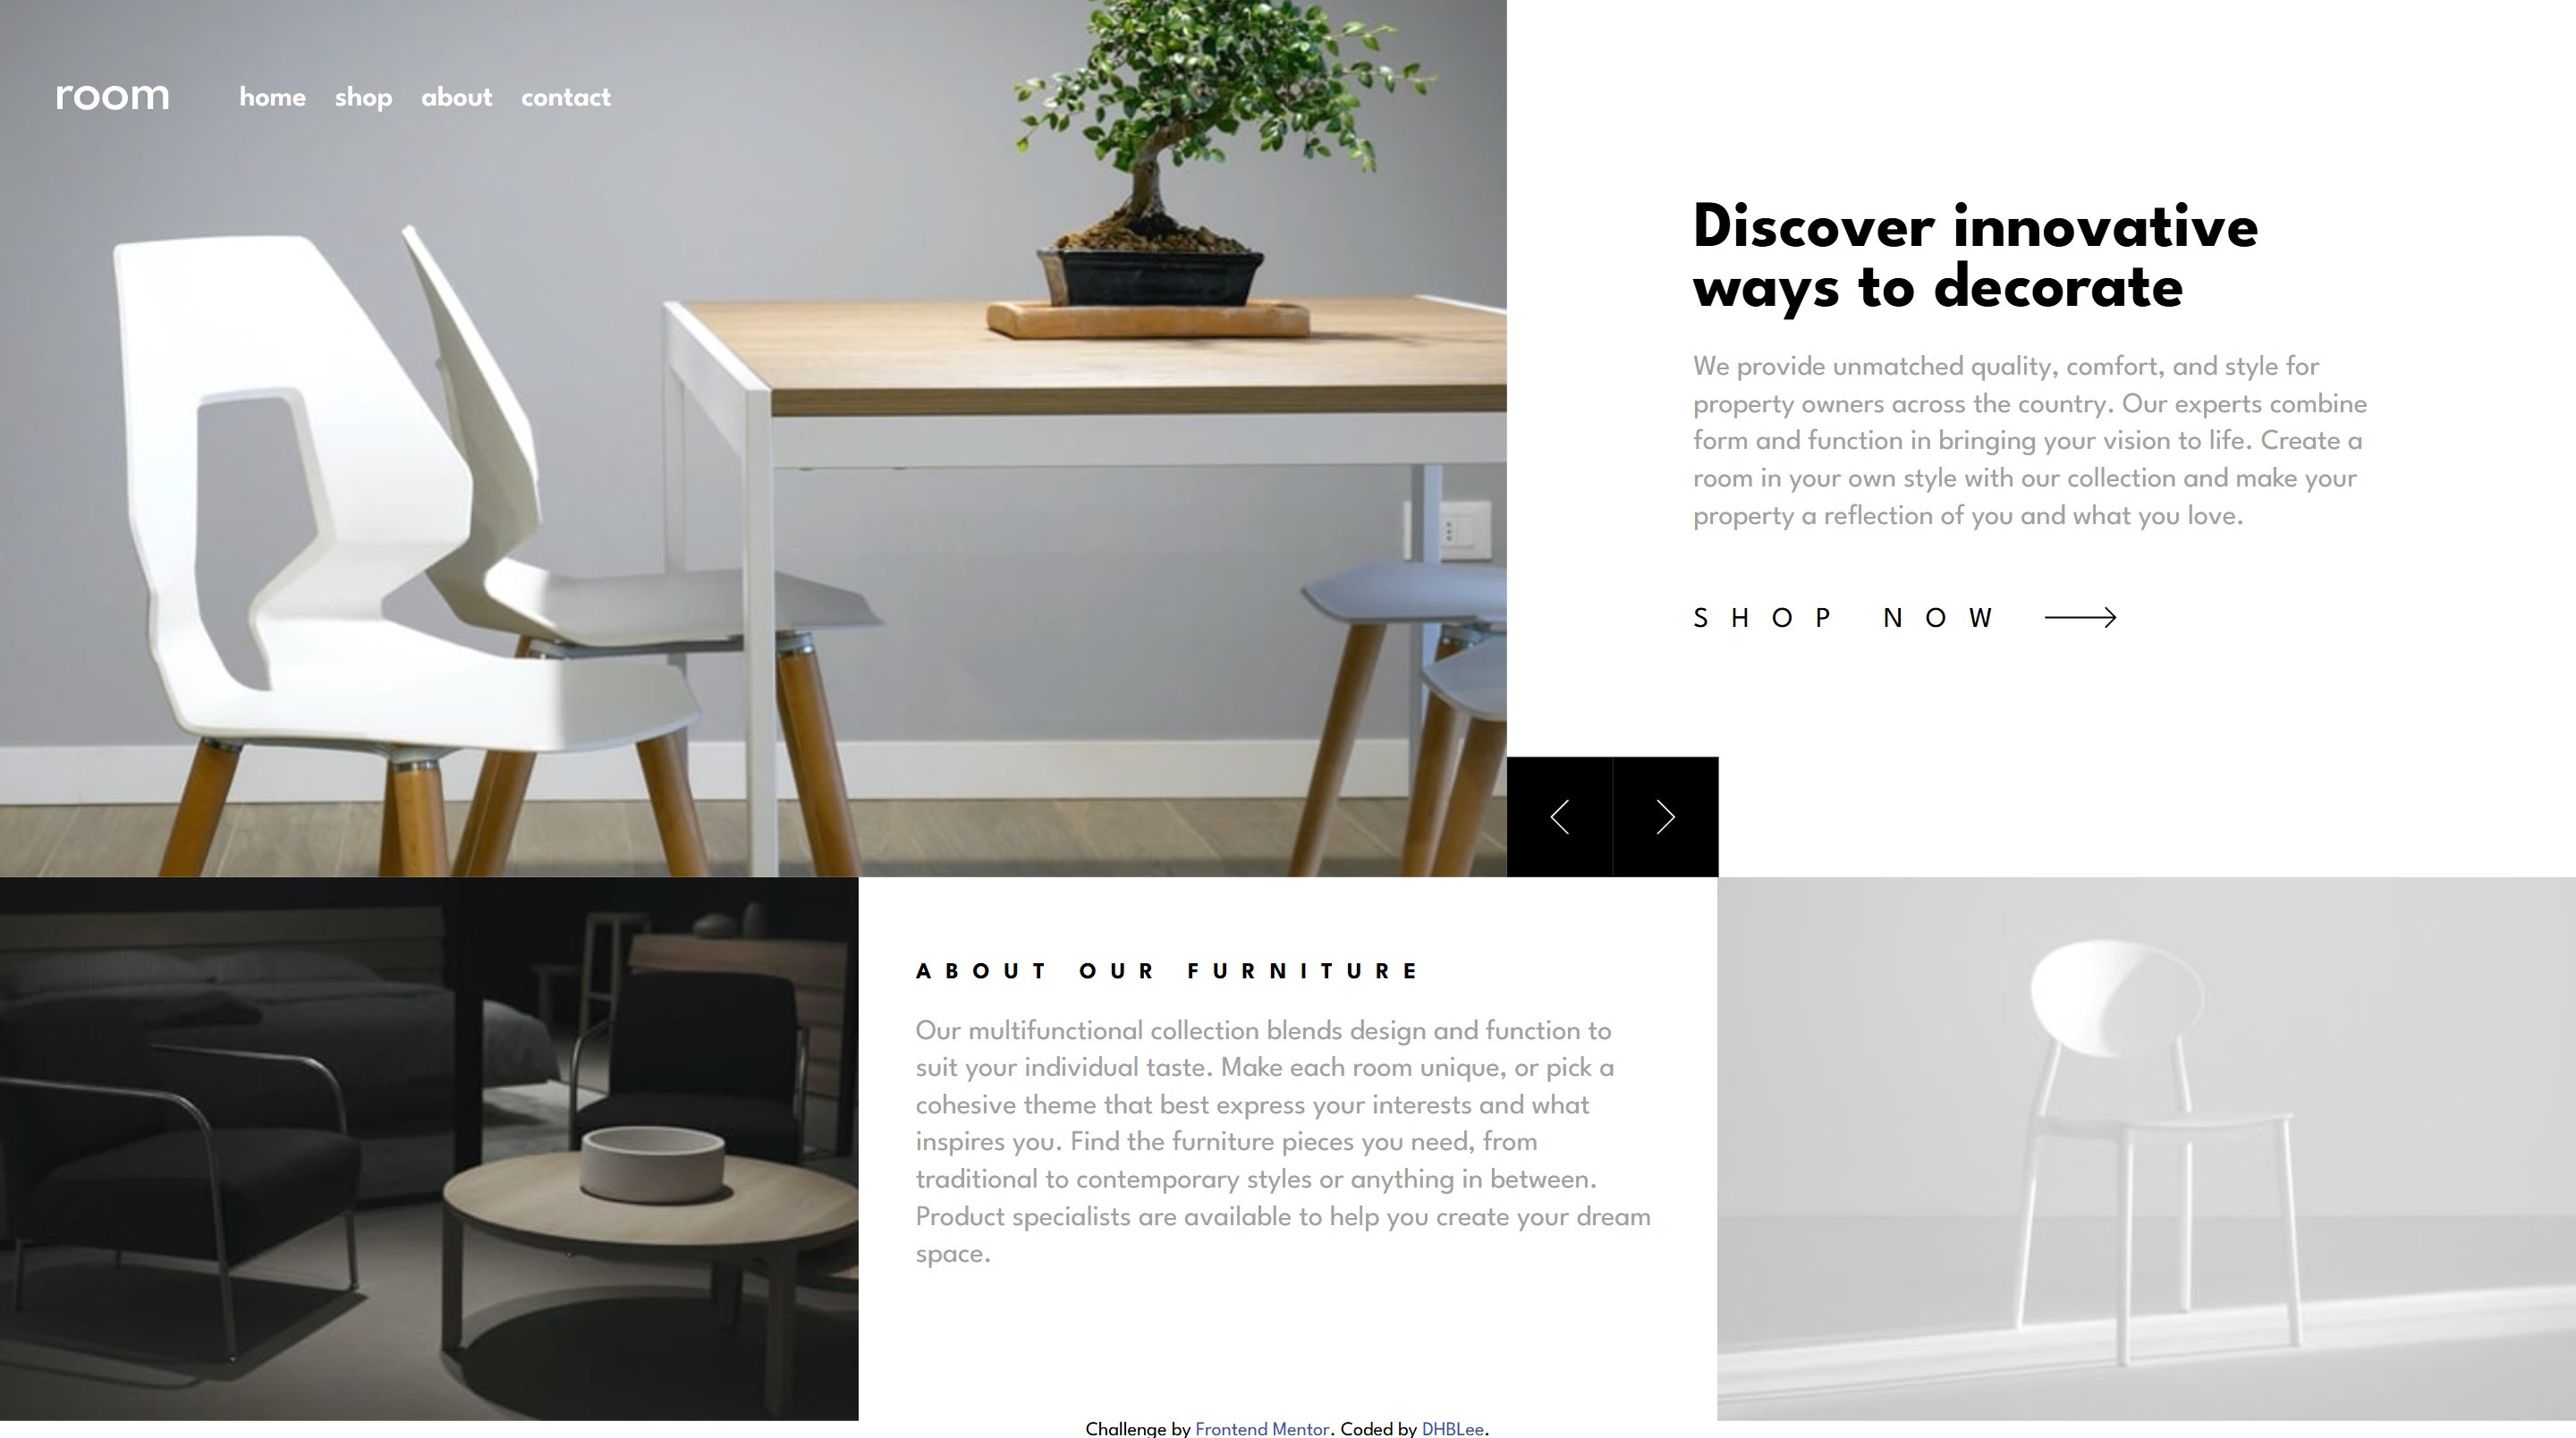 room
home shop about contact
Discover innovative
ways to decorate
We provide unmatched quality, comfort, and style for
property owners across the country. Our experts combine
form and function in bringing your vision to life. Create a
room in your own style with our collection and make your
property a reflection of you and what you love.
SHOP NOW
ABOUT OUR FURNITURE
Our multifunctional collection blends design and function to
suit your individual taste. Make each room unique, or pick a
cohesive theme that best express your interests and what
inspires you. Find the furniture pieces you need, from
traditional to contemporary styles or anything in between.
Product specialists are available to help you create your dream
space.
Challenge by Frontend Mentor. Coded by DHBLee.